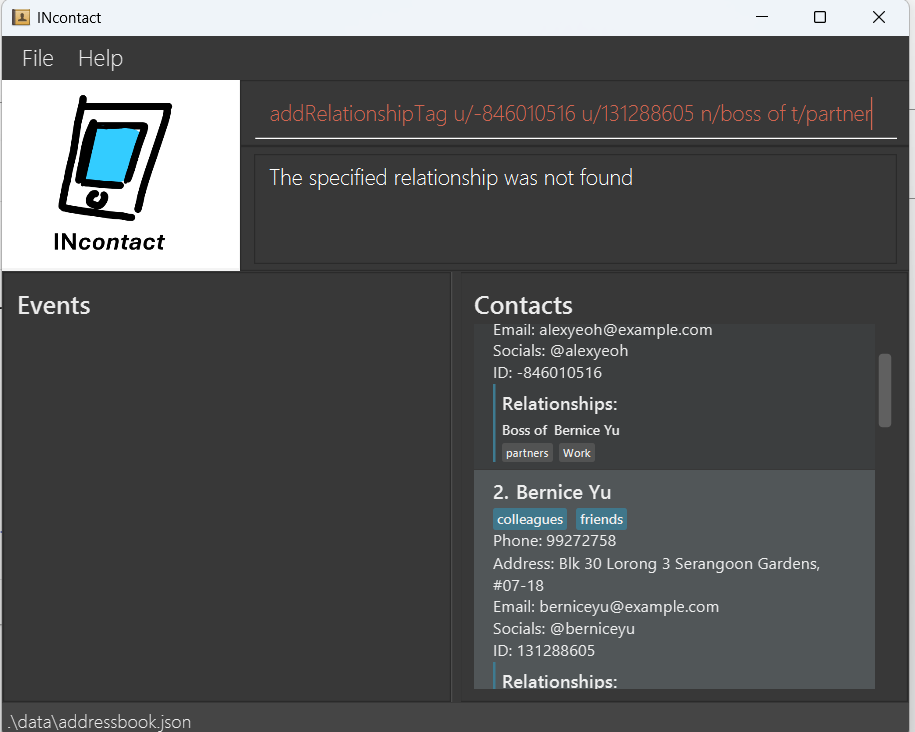 INcontact
File Help
addRelationshipTag u/-846010516 u/131288605 n/boss of t/partner
The specified relationship was not found
INcontact
Events
Contacts
Email: alexyeoh@example.com
Socials: @alexyeoh
ID: -846010516
Relationships:
Boss of Bernice Yu
partners Work
2. Bernice Yu
colleagues friends
Phone: 99272758
Address: Blk 30 Lorong 3 Serangoon Gardens,
#07-18
Email: berniceyu@example.com
Socials: @berniceyu
ID: 131288605
Relationships:
.\data\addressbook.json